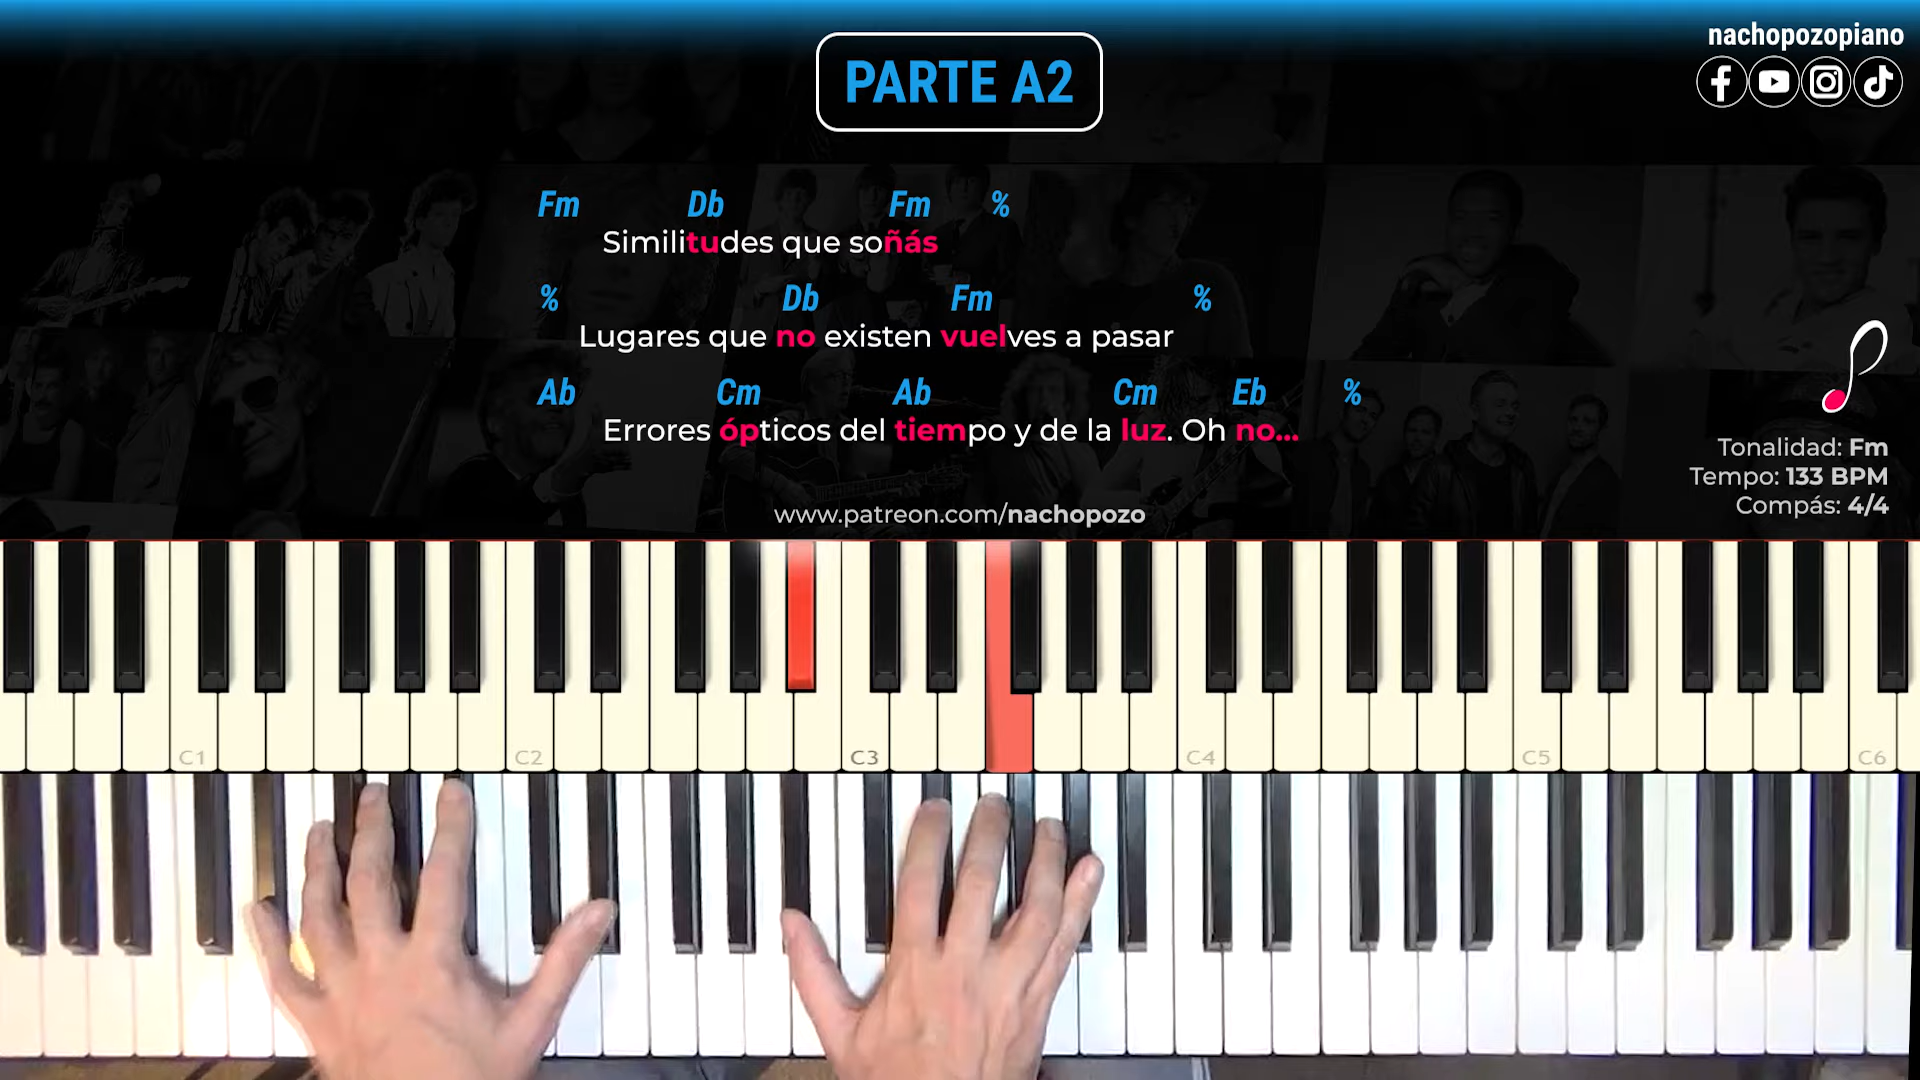 nachopozopiano
PARTE A2
Fm Db Fm %
Similitudes que soñás
% Db Fm %
Lugares que no existen vuelves a pasar
Ab Cm Ab Cm Eb %
Errores ópticos del tiempo y de la luz. Oh no...
Tonalidad: Fm
Tempo: 133 BPM
Compás: 4/4
www.patreon.com/nachopozo
C1 C2 C3 C4 C5 C6